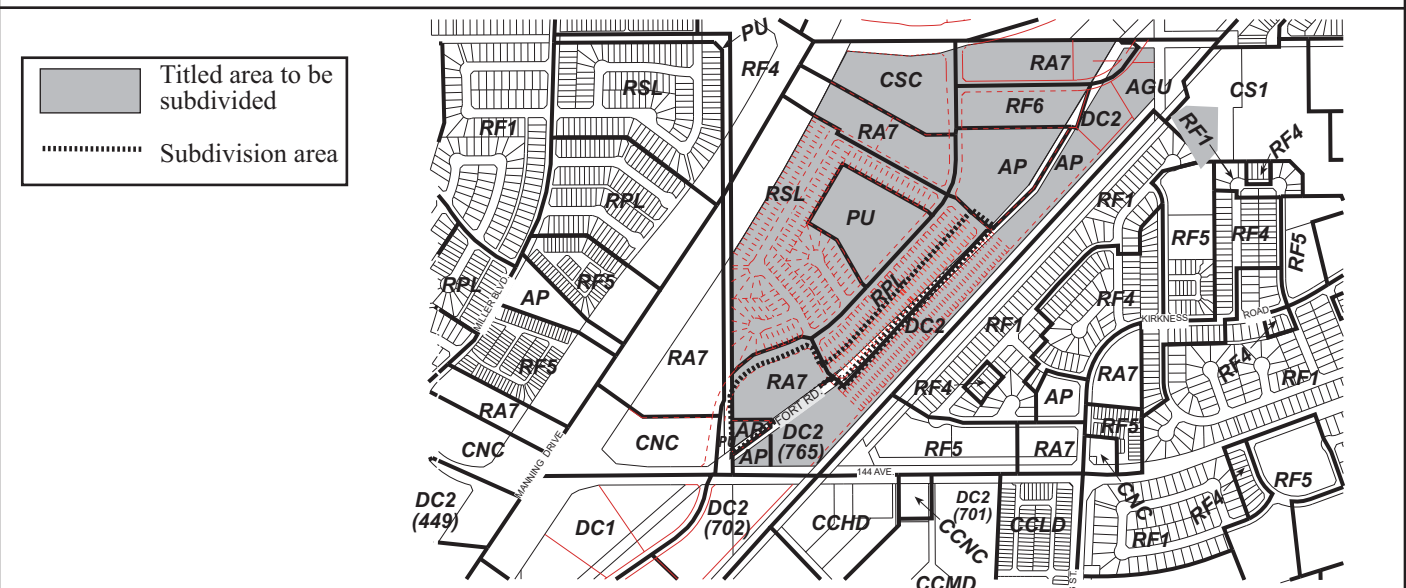 Titled area to be
subdivided
Subdivision area
PU
RF4
RSL
RF1
RPL
RPL
RF5
AP
MILLER BLVD
RF5
RA7
CNC
MANNING DRIVE
DC2
(449)
RA7
CNC
DC1
DC2
(702)
CSC
RA7
RF6
AGU
DC2
RA7
AP
AP
RSL
PU
RPL
DC2
RA7
FORT RD.
AP
AP
DC2
(765)
PU
144 AVE.
CS1
RF1
RF4
RF1
RF5
RF4
RF5
RF4
RF1
KIRKNESS
ROAD
RF4
RF1
RF4
AP
RA7
RF5
RF5
RA7
CNC
RF4
RF5
RF1
CCHD
CCNC
DC2
(701)
CCLD
CCMD
ST.